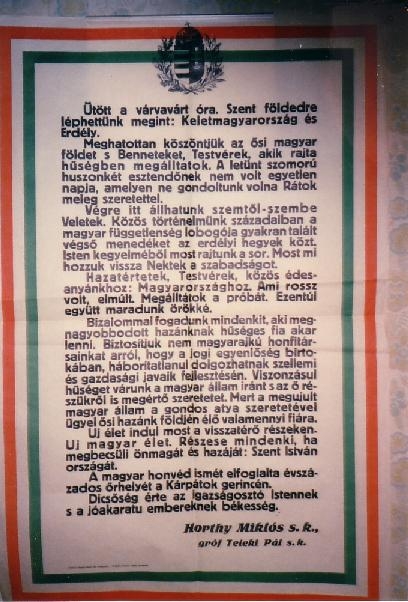 Ütött a várvavárt óra. Szent földedre
léphettünk megint: Keletmagyarország és
Erdély.
Meghatottan köszöntjük az ősi magyar
földet s Benneteket, Testvérek, akik rajta
hűségben megálltatok. A letünt szomorú
huszonkét esztendőnek nem volt egyetlen
napja, amelyen ne gondoltunk volna Rátok
meleg szeretettel.
Végre itt állhatunk szemtől-szembe
Veletek. Közös történelmünk századaiban a
magyar függetlenség lobogója gyakran talált
végső menedéket az erdélyi hegyek közt.
Isten kegyelméből most rajtunk a sor. Most mi
hozzuk vissza Nektek a szabadságot.
Hazatértetek, Testvérek, közös édes-
anyánkhoz: Magyarországhoz. Ami rossz
volt, elmúlt. Megálltátok a próbát. Ezentúl
együtt maradunk örökké.
Bizalommal fogadunk mindenkit, aki meg-
nagyobbodott hazánknak hűséges fia akar
lenni. Biztosítjuk nem magyarajkú honfitár-
sainkat arról, hogy a jogi egyenlőség birto-
kában, háborítatlanul dolgozhatnak szellemi
és gazdasági javaik fejlesztésén. Viszonzásul
hűséget várunk a magyar állam iránt s az ő ré-
szükről is megértő szeretetet. Mert a megujult
magyar állam a gondos atya szeretetével
ügyel ősi hazánk földjén élő valamennyi fiára.
Uj élet indul most a visszatérő részeken.
Uj magyar élet. Részese mindenki, ha
megbecsüli önmagát és hazáját: Szent István
országát.
A magyar honvéd ismét elfoglalta évszá-
zados őrhelyét a Kárpátok gerincén.
Dicsőség érte az igazságosztó Istennek
s a jóakaratu embereknek békesség.
Horthy Miklós s. k.,
gróf Teleki Pál s. k.